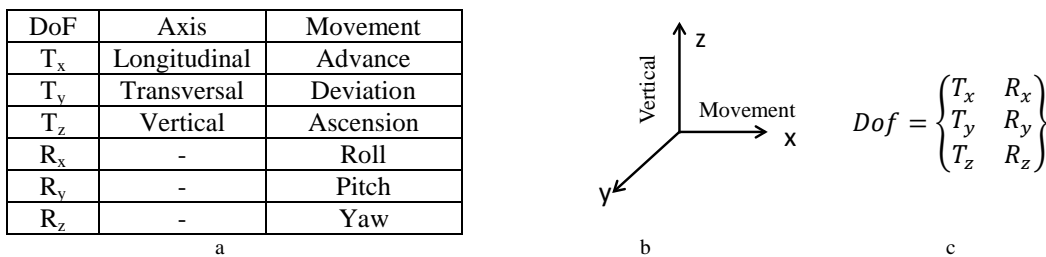 DoF Axis Movement
Tx Longitudinal Advance
Ty Transversal Deviation
Tz Vertical Ascension
Rx - Roll
Ry - Pitch
Rz - Yaw
a
z
Vertical
Movement
x
y
b
Dof = {Tx Rx
Ty Ry
Tz Rz}
c